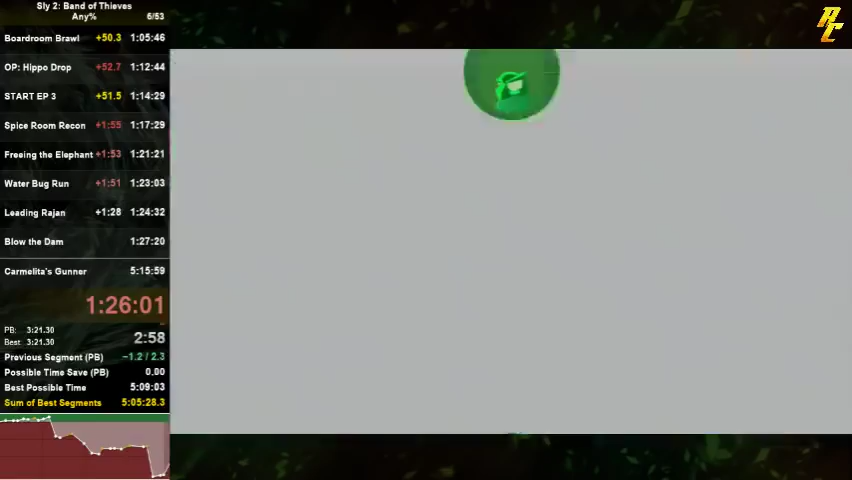 Sly 2: Band of Thieves
Any% 6/53
Boardroom Brawl +50.3 1:05:46
OP: Hippo Drop +52.7 1:12:44
START EP 3 +51.5 1:14:29
Spice Room Recon +1:55 1:17:29
Freeing the Elephant +1:53 1:21:21
Water Bug Run +1:51 1:23:03
Leading Rajan +1:28 1:24:32
Blow the Dam 1:27:20
Carmelita's Gunner 5:15:59
1:26:01
PB: 3:21.30
Best: 3:21.30
2:58
Previous Segment (PB) −1.2 / 2.3
Possible Time Save (PB) 0.00
Best Possible Time 5:09:03
Sum of Best Segments 5:05:28.3